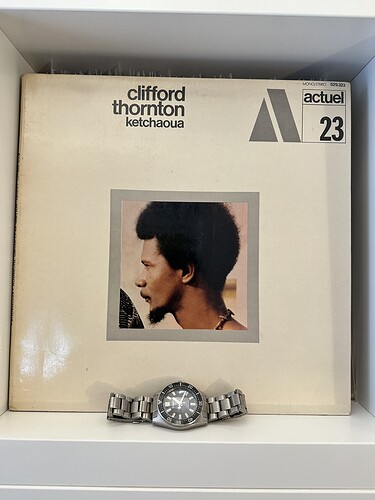 clifford
thornton
ketchaoua
actuel
23